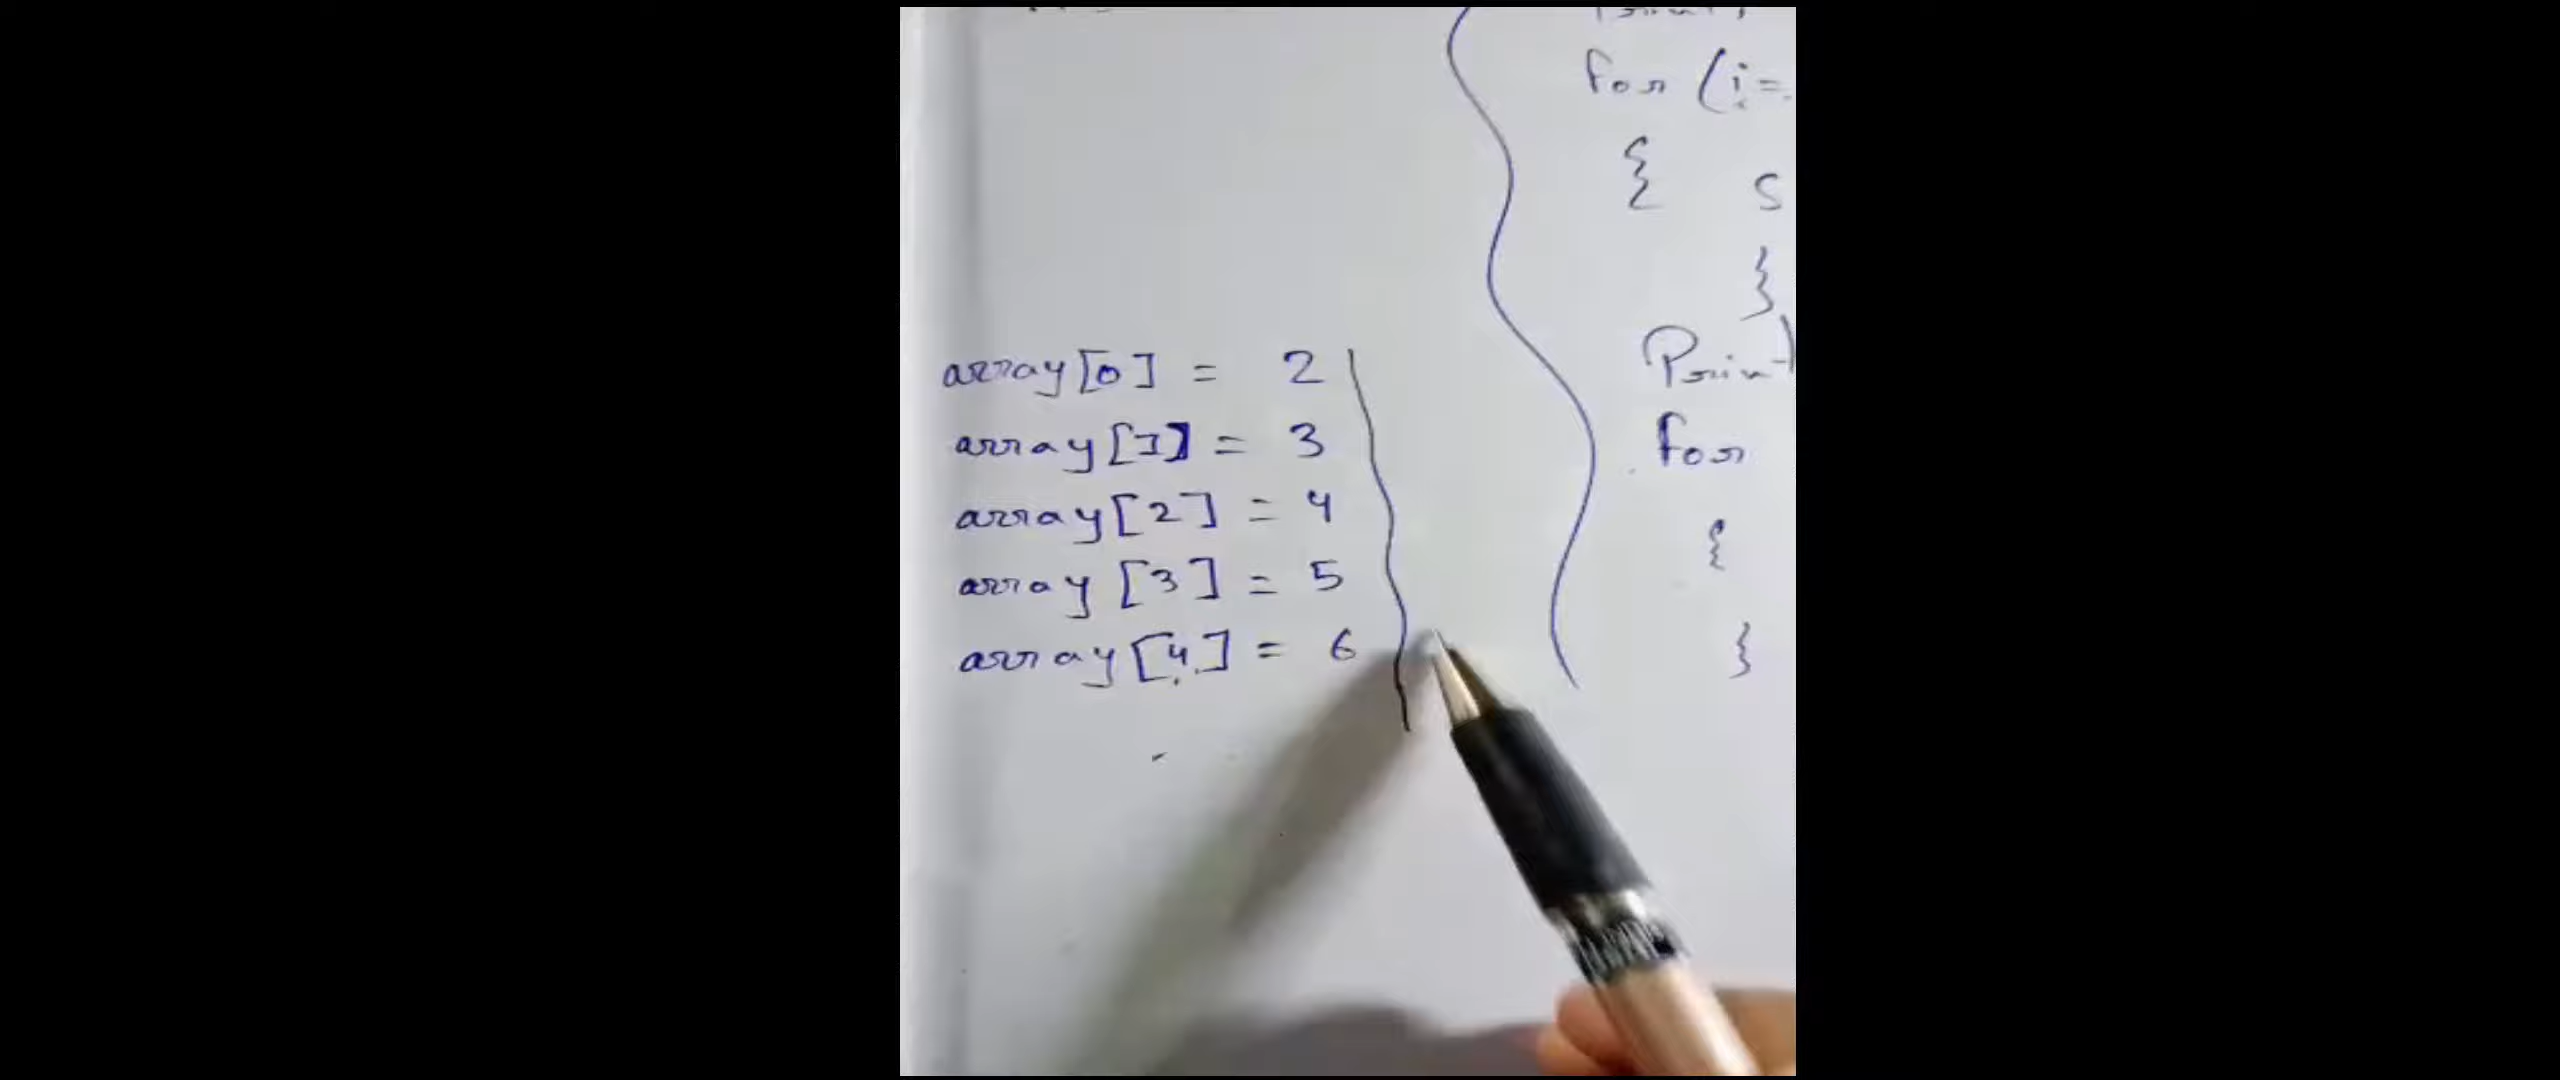 array[0] = 2
array[1] = 3
array[2] = 4
array[3] = 5
array[4] = 6
for (i=
{ s
}
Print
for
{
}